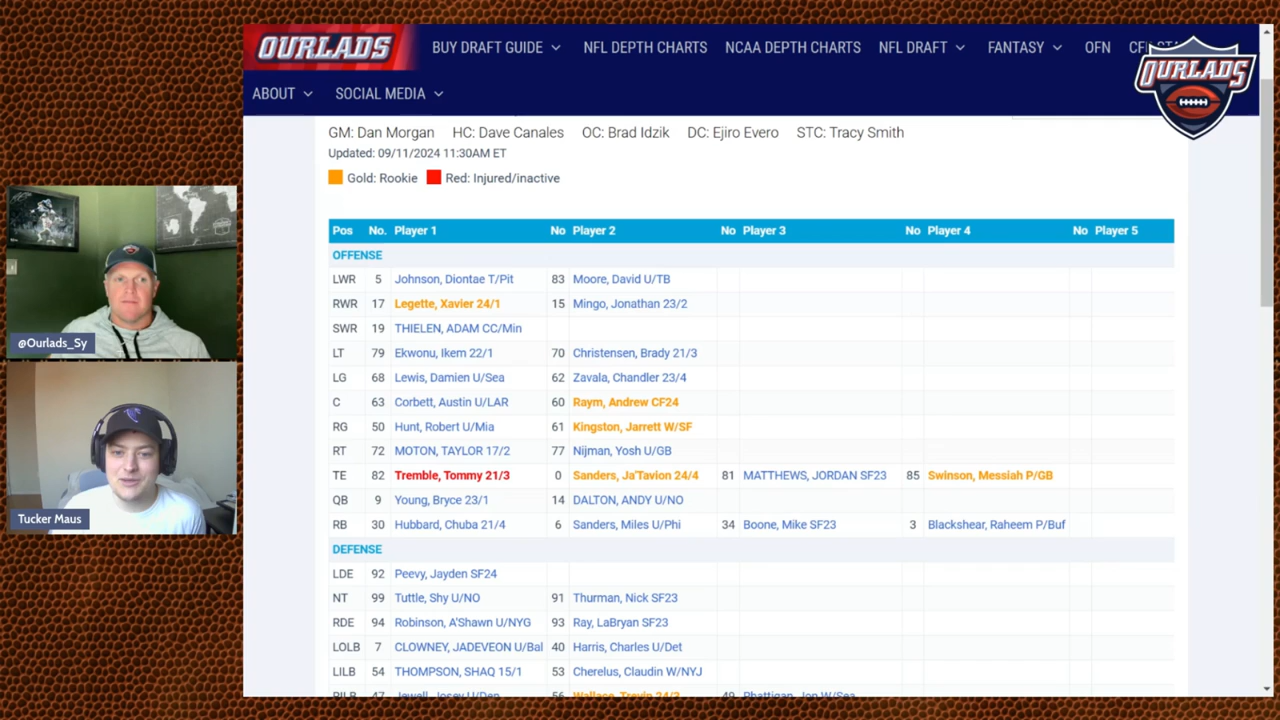 OURLADS
BUY DRAFT GUIDE NFL DEPTH CHARTS NCAA DEPTH CHARTS NFL DRAFT FANTASY OFN
OURLADS
ABOUT SOCIAL MEDIA
GM: Dan Morgan HC: Dave Canales OC: Brad Idzik DC: Ejiro Evero STC: Tracy Smith
Updated: 09/11/2024 11:30AM ET
Gold: Rookie Red: Injured/inactive
Pos No. Player 1 No Player 2 No Player 3 No Player 4 No Player 5
OFFENSE
LWR 5 Johnson, Diontae T/Pit 83 Moore, David U/TB
RWR 17 Legette, Xavier 24/1 15 Mingo, Jonathan 23/2
SWR 19 THIELEN, ADAM CC/Min
LT 79 Ekwonu, Ikem 22/1 70 Christensen, Brady 21/3
LG 68 Lewis, Damien U/Sea 62 Zavala, Chandler 23/4
C 63 Corbett, Austin U/LAR 60 Raym, Andrew CF24
RG 50 Hunt, Robert U/Mia 61 Kingston, Jarrett W/SF
RT 72 MOTON, TAYLOR 17/2 77 Nijman, Yosh U/GB
TE 82 Tremble, Tommy 21/3 0 Sanders, Ja'Tavion 24/4 81 MATTHEWS, JORDAN SF23 85 Swinson, Messiah P/GB
QB 9 Young, Bryce 23/1 14 DALTON, ANDY U/NO
RB 30 Hubbard, Chuba 21/4 6 Sanders, Miles U/Phi 34 Boone, Mike SF23 3 Blackshear, Raheem P/Buf
DEFENSE
LDE 92 Peevy, Jayden SF24
NT 99 Tuttle, Shy U/NO 91 Thurman, Nick SF23
RDE 94 Robinson, A'Shawn U/NYG 93 Ray, LaBryan SF23
LOLB 7 CLOWNEY, JADEVEON U/Bal 40 Harris, Charles U/Det
LILB 54 THOMPSON, SHAQ 15/1 53 Cherelus, Claudin W/NYJ
@Ourlads_Sy
Tucker Maus